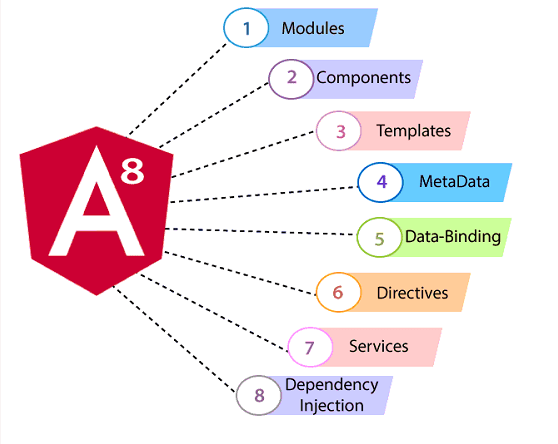 1 Modules
2 Components
3 Templates
A8
4 MetaData
5 Data-Binding
6 Directives
7 Services
8 Dependency
Injection